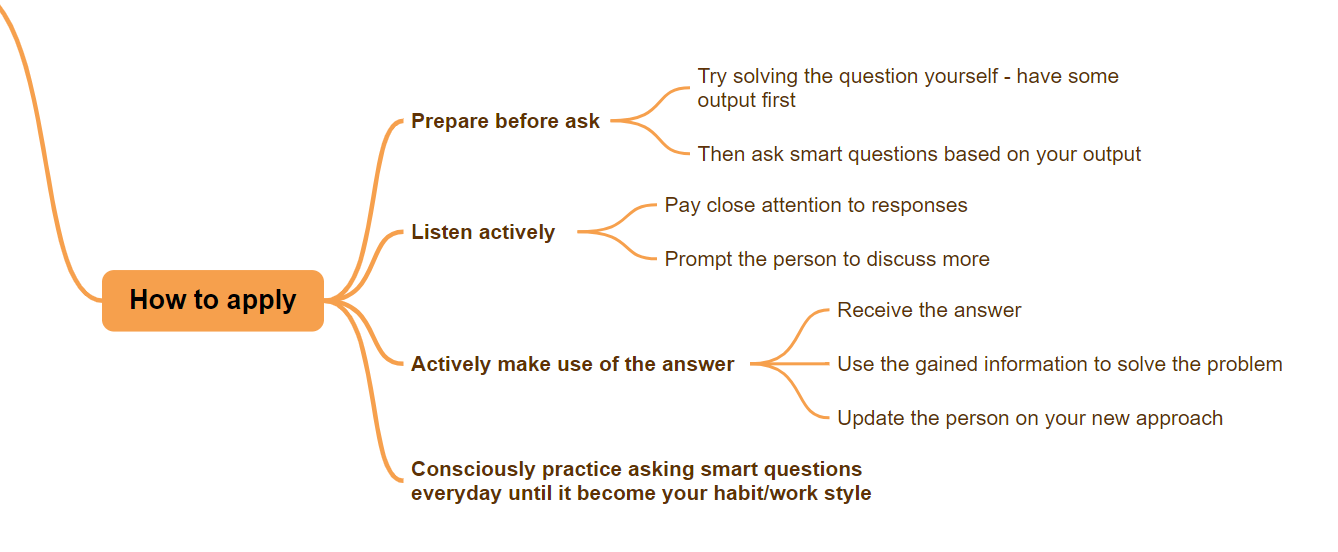 How to apply
Prepare before ask
Try solving the question yourself - have some
output first
Then ask smart questions based on your output
Listen actively
Pay close attention to responses
Prompt the person to discuss more
Actively make use of the answer
Receive the answer
Use the gained information to solve the problem
Update the person on your new approach
Consciously practice asking smart questions
everyday until it become your habit/work style